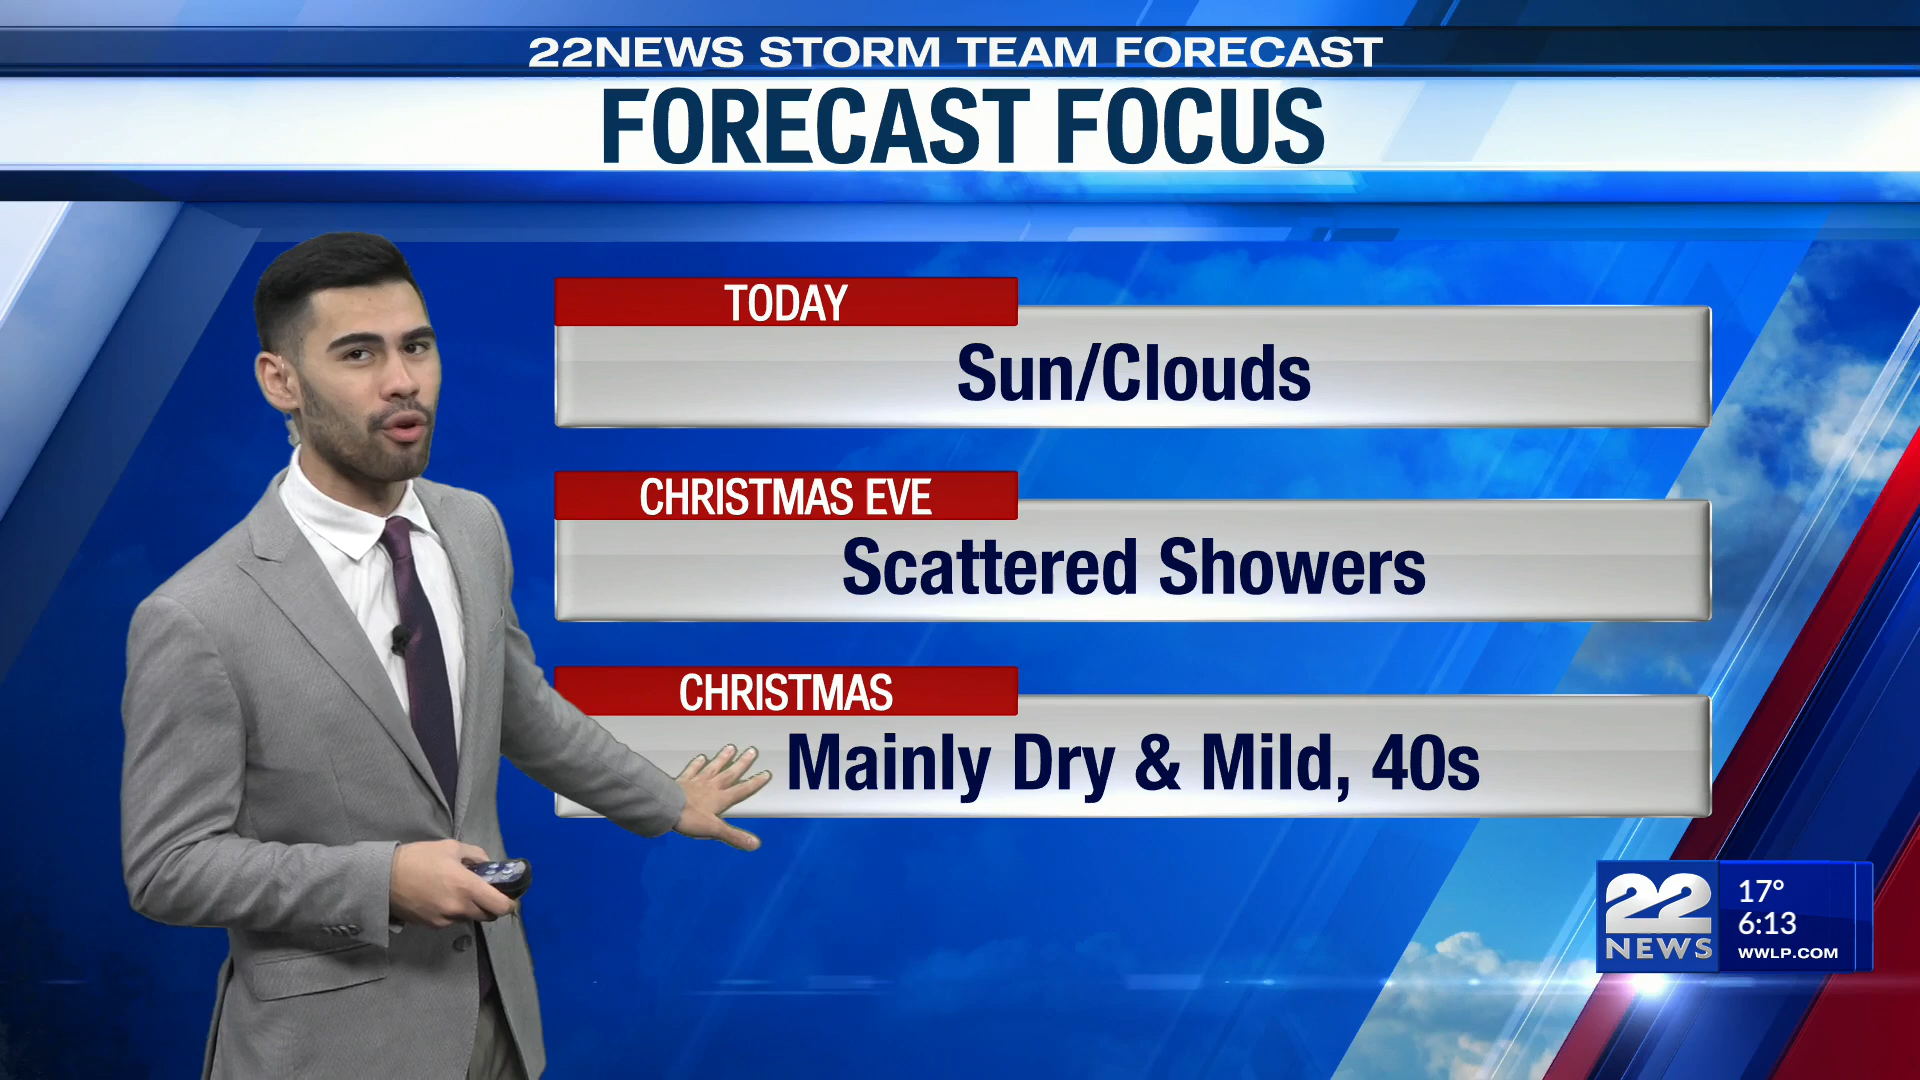 22NEWS STORM TEAM FORECAST
FORECAST FOCUS
TODAY
Sun/Clouds
CHRISTMAS EVE
Scattered Showers
CHRISTMAS
Mainly Dry & Mild, 40s
22
NEWS
17°
6:13
WWLP.COM